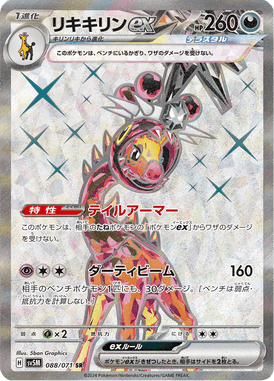 1進化
リキキリンex
HP260
キリンリキから進化
テラスタル
このポケモンは、ベンチにいるかぎり、ワザのダメージを受けない。
特性 テイルアーマー
このポケモンは、相手のたねポケモンの「ポケモンex」からワザのダメージを受けない。
ダーティビーム 160
相手のベンチポケモン1匹にも、30ダメージ。[ベンチは弱点・抵抗力を計算しない。]
弱点 ×2 抵抗力 にげる
Illus. 5ban Graphics
H SV5M 088/071 SR
exルール
ポケモンexがきぜつしたとき、相手はサイドを2枚とる。
©2024 Pokémon/Nintendo/Creatures/GAME FREAK.